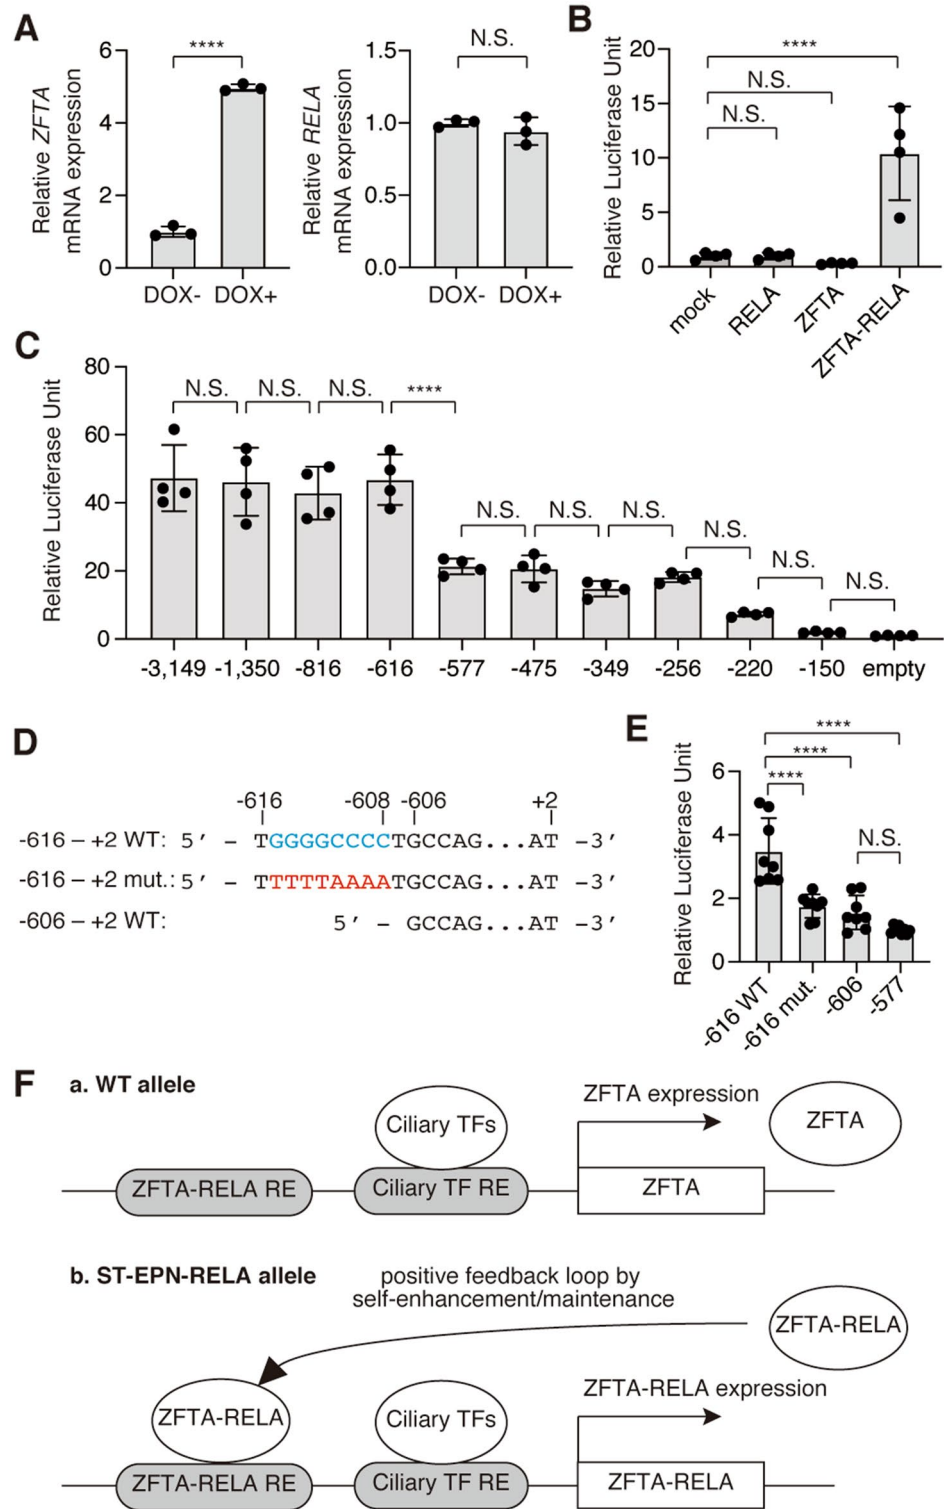 A
Relative ZFTA
mRNA expression
6
4
2
0
****
DOX-
DOX+
Relative RELA
mRNA expression
1.5
1.0
0.5
0.0
N.S.
DOX-
DOX+
B
Relative Luciferase Unit
20
15
10
5
0
****
N.S.
N.S.
mock
RELA
ZFTA
ZFTA-RELA
C
Relative Luciferase Unit
80
60
40
20
0
N.S.
N.S.
N.S.
****
N.S.
N.S.
N.S.
N.S.
N.S.
N.S.
-3,149
-1,350
-816
-616
-577
-475
-349
-256
-220
-150
empty
D
-616 -608 -606 +2
-616 – +2 WT: 5′ – TGGGGCCCCTGCCAG...AT –3′
-616 – +2 mut.: 5′ – TTTTTAAAATGCCAG...AT –3′
-606 – +2 WT: 5′ – GCCAG...AT –3′
E
Relative Luciferase Unit
6
4
2
0
****
****
****
N.S.
-616 WT
-616 mut.
-606
-577
F
a. WT allele
Ciliary TFs
ZFTA expression
ZFTA
ZFTA-RELA RE
Ciliary TF RE
ZFTA
b. ST-EPN-RELA allele
positive feedback loop by
self-enhancement/maintenance
ZFTA-RELA
ZFTA-RELA
Ciliary TFs
ZFTA-RELA expression
ZFTA-RELA RE
Ciliary TF RE
ZFTA-RELA